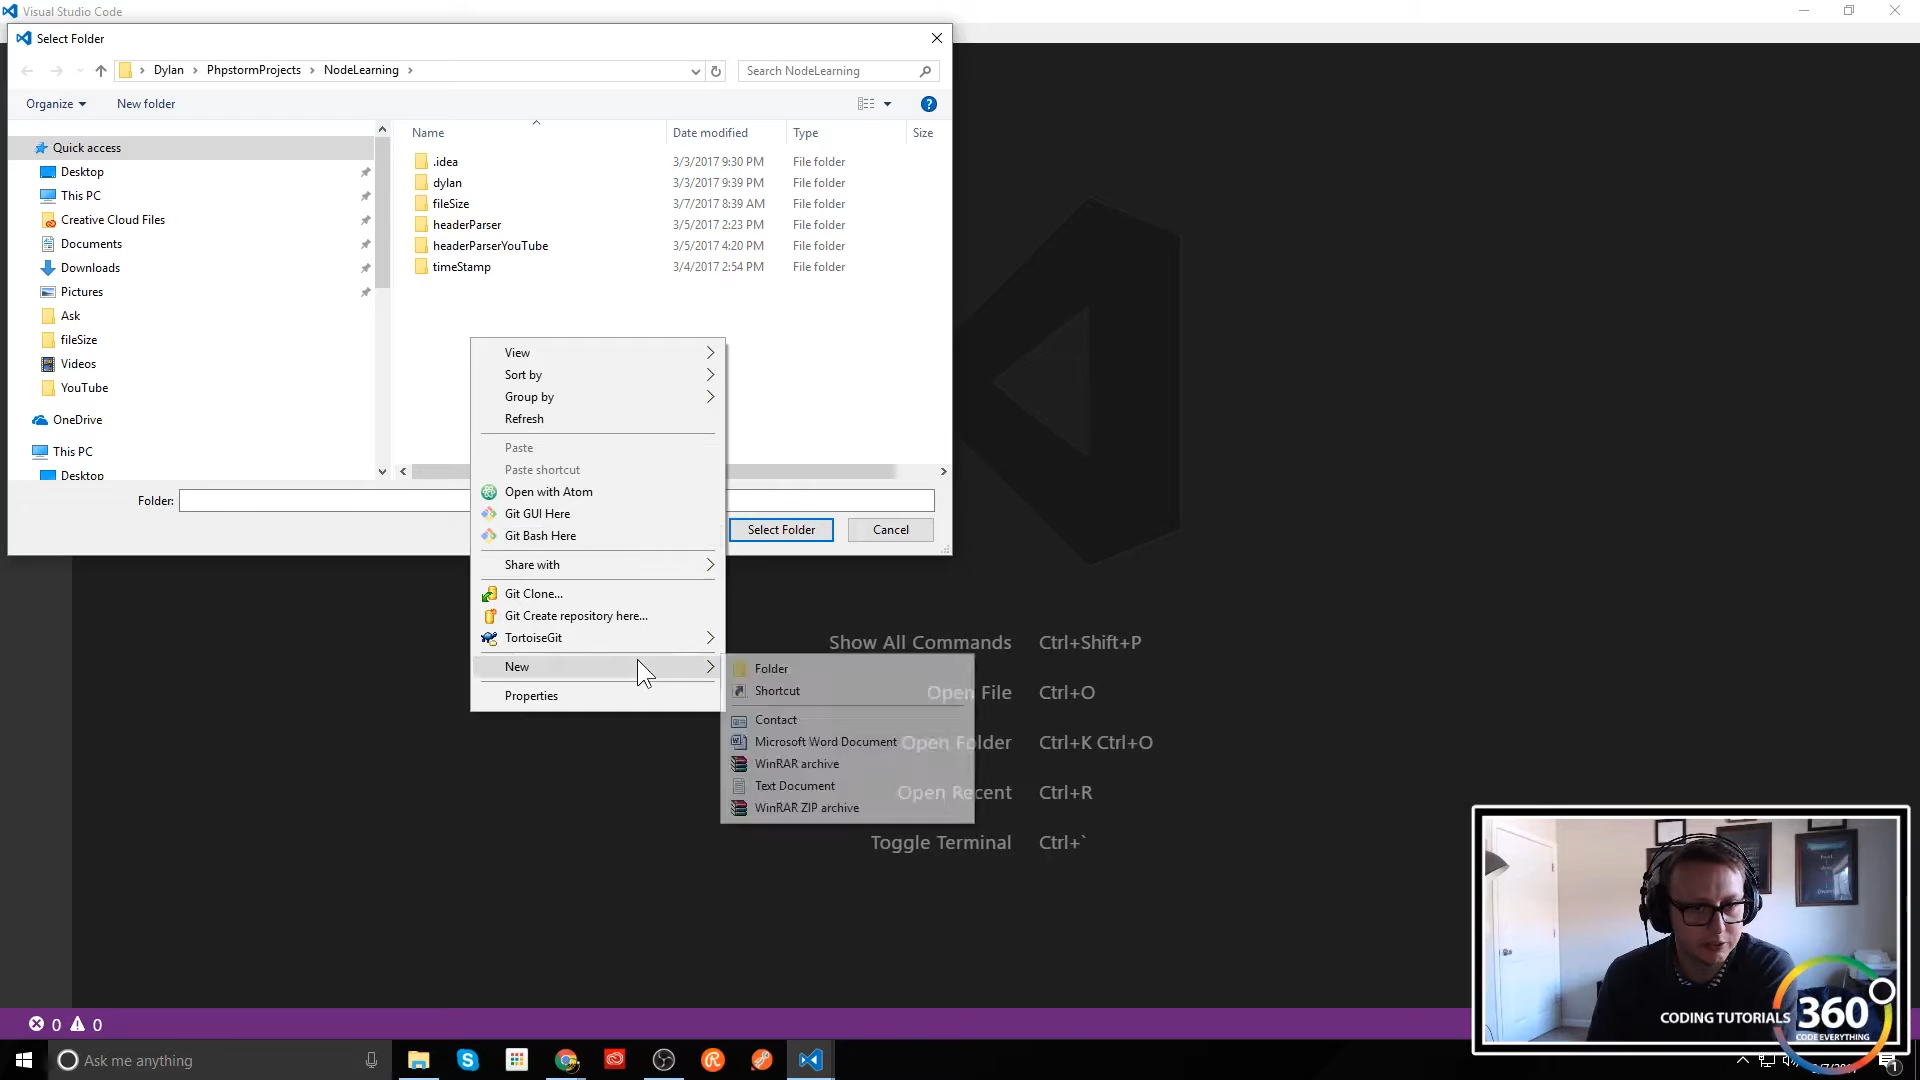 Visual Studio Code
Select Folder
Dylan
PhpstormProjects
NodeLearning
Search NodeLearning
Organize
New folder
?
Name
Date modified
Type
Size
Quick access
Desktop
This PC
Creative Cloud Files
Documents
Downloads
Pictures
Ask
fileSize
Videos
YouTube
OneDrive
This PC
Desktop
.idea 3/3/2017 9:30 PM File folder
dylan 3/3/2017 9:39 PM File folder
fileSize 3/7/2017 8:39 AM File folder
headerParser 3/5/2017 2:23 PM File folder
headerParserYouTube 3/5/2017 4:20 PM File folder
timeStamp 3/4/2017 2:54 PM File folder
Folder:
Select Folder
Cancel
View
Sort by
Group by
Refresh
Paste
Paste shortcut
Open with Atom
Git GUI Here
Git Bash Here
Share with
Git Clone...
Git Create repository here...
TortoiseGit
New
Properties
Folder
Shortcut
Contact
Microsoft Word Document
WinRAR archive
Text Document
WinRAR ZIP archive
Show All Commands Ctrl+Shift+P
Open File Ctrl+O
Open Folder Ctrl+K Ctrl+O
Open Recent Ctrl+R
Toggle Terminal Ctrl+`
CODING TUTORIALS 360
CODE EVERYTHING
0 0
Ask me anything
1